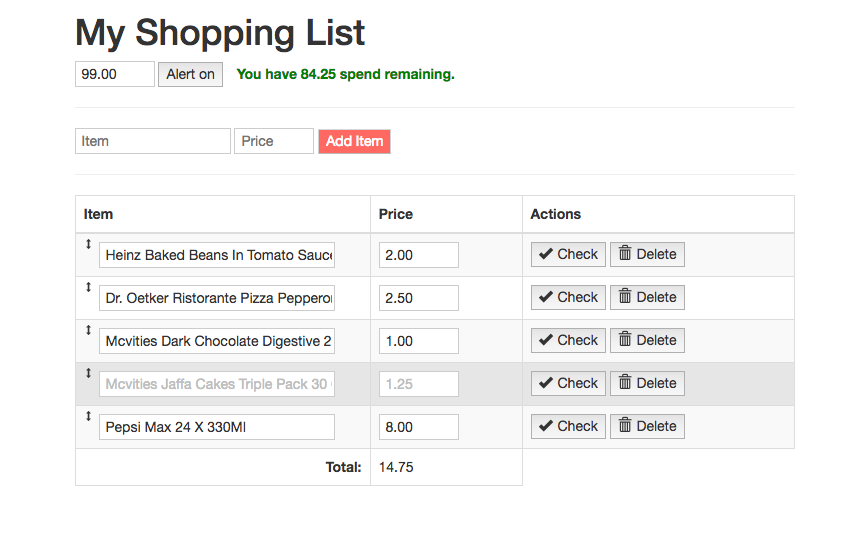 My Shopping List
99.00 Alert on You have 84.25 spend remaining.
Item Price Add Item
Item Price Actions
Heinz Baked Beans In Tomato Sauc 2.00 Check Delete
Dr. Oetker Ristorante Pizza Pepperoi 2.50 Check Delete
Mcvities Dark Chocolate Digestive 2 1.00 Check Delete
Mcvities Jaffa Cakes Triple Pack 30 1.25 Check Delete
Pepsi Max 24 X 330Ml 8.00 Check Delete
Total: 14.75